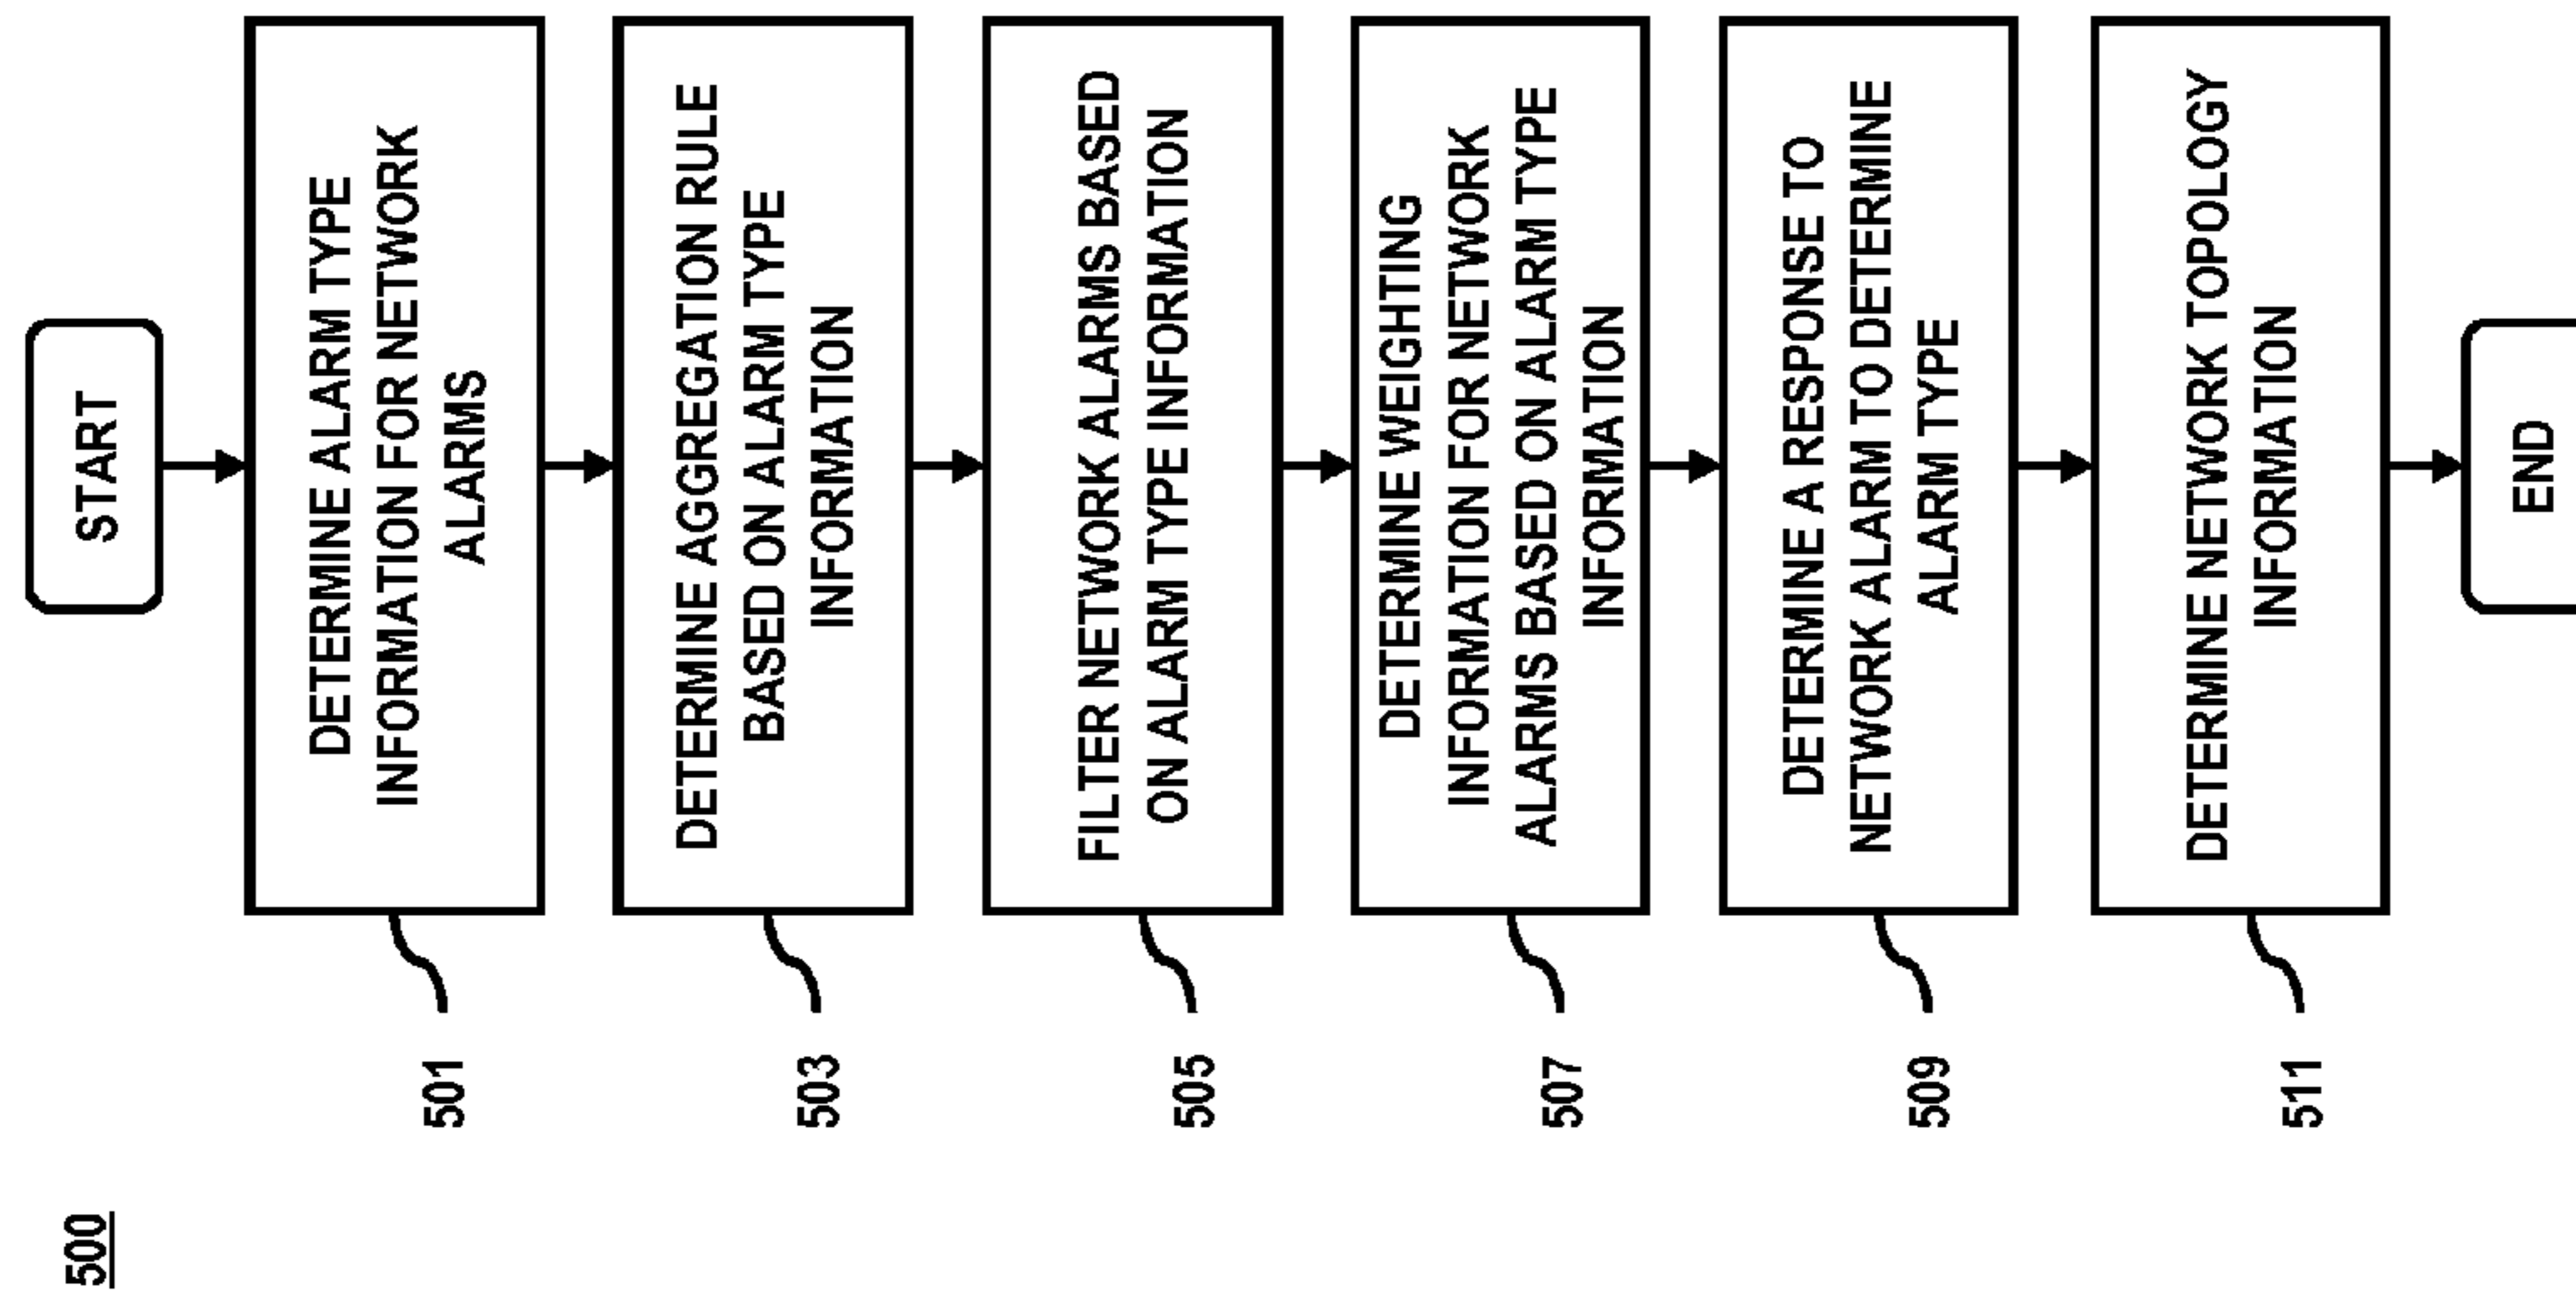 500
START
DETERMINE ALARM TYPE
INFORMATION FOR NETWORK
ALARMS
501
DETERMINE AGGREGATION RULE
BASED ON ALARM TYPE
INFORMATION
503
FILTER NETWORK ALARMS BASED
ON ALARM TYPE INFORMATION
505
DETERMINE WEIGHTING
INFORMATION FOR NETWORK
ALARMS BASED ON ALARM TYPE
INFORMATION
507
DETERMINE A RESPONSE TO
NETWORK ALARM TO DETERMINE
ALARM TYPE
509
DETERMINE NETWORK TOPOLOGY
INFORMATION
511
END